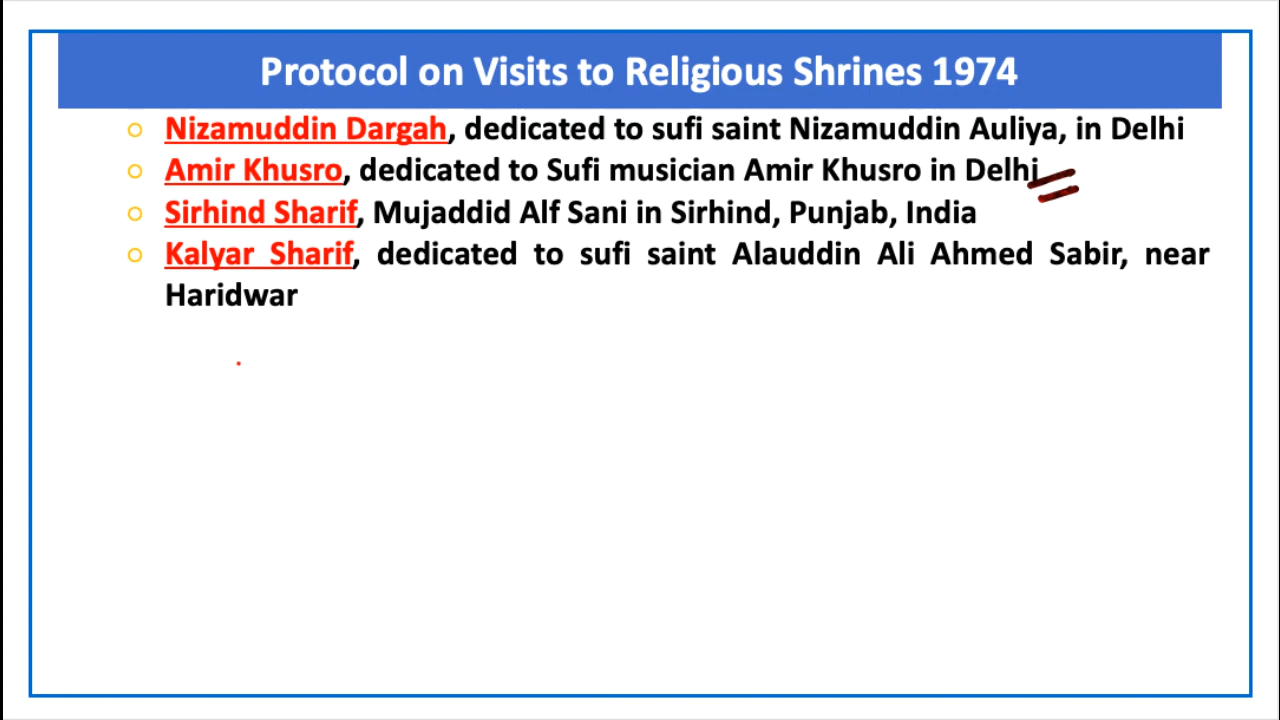 Protocol on Visits to Religious Shrines 1974
○ Nizamuddin Dargah, dedicated to sufi saint Nizamuddin Auliya, in Delhi
○ Amir Khusro, dedicated to Sufi musician Amir Khusro in Delhi
○ Sirhind Sharif, Mujaddid Alf Sani in Sirhind, Punjab, India
○ Kalyar Sharif, dedicated to sufi saint Alauddin Ali Ahmed Sabir, near
Haridwar